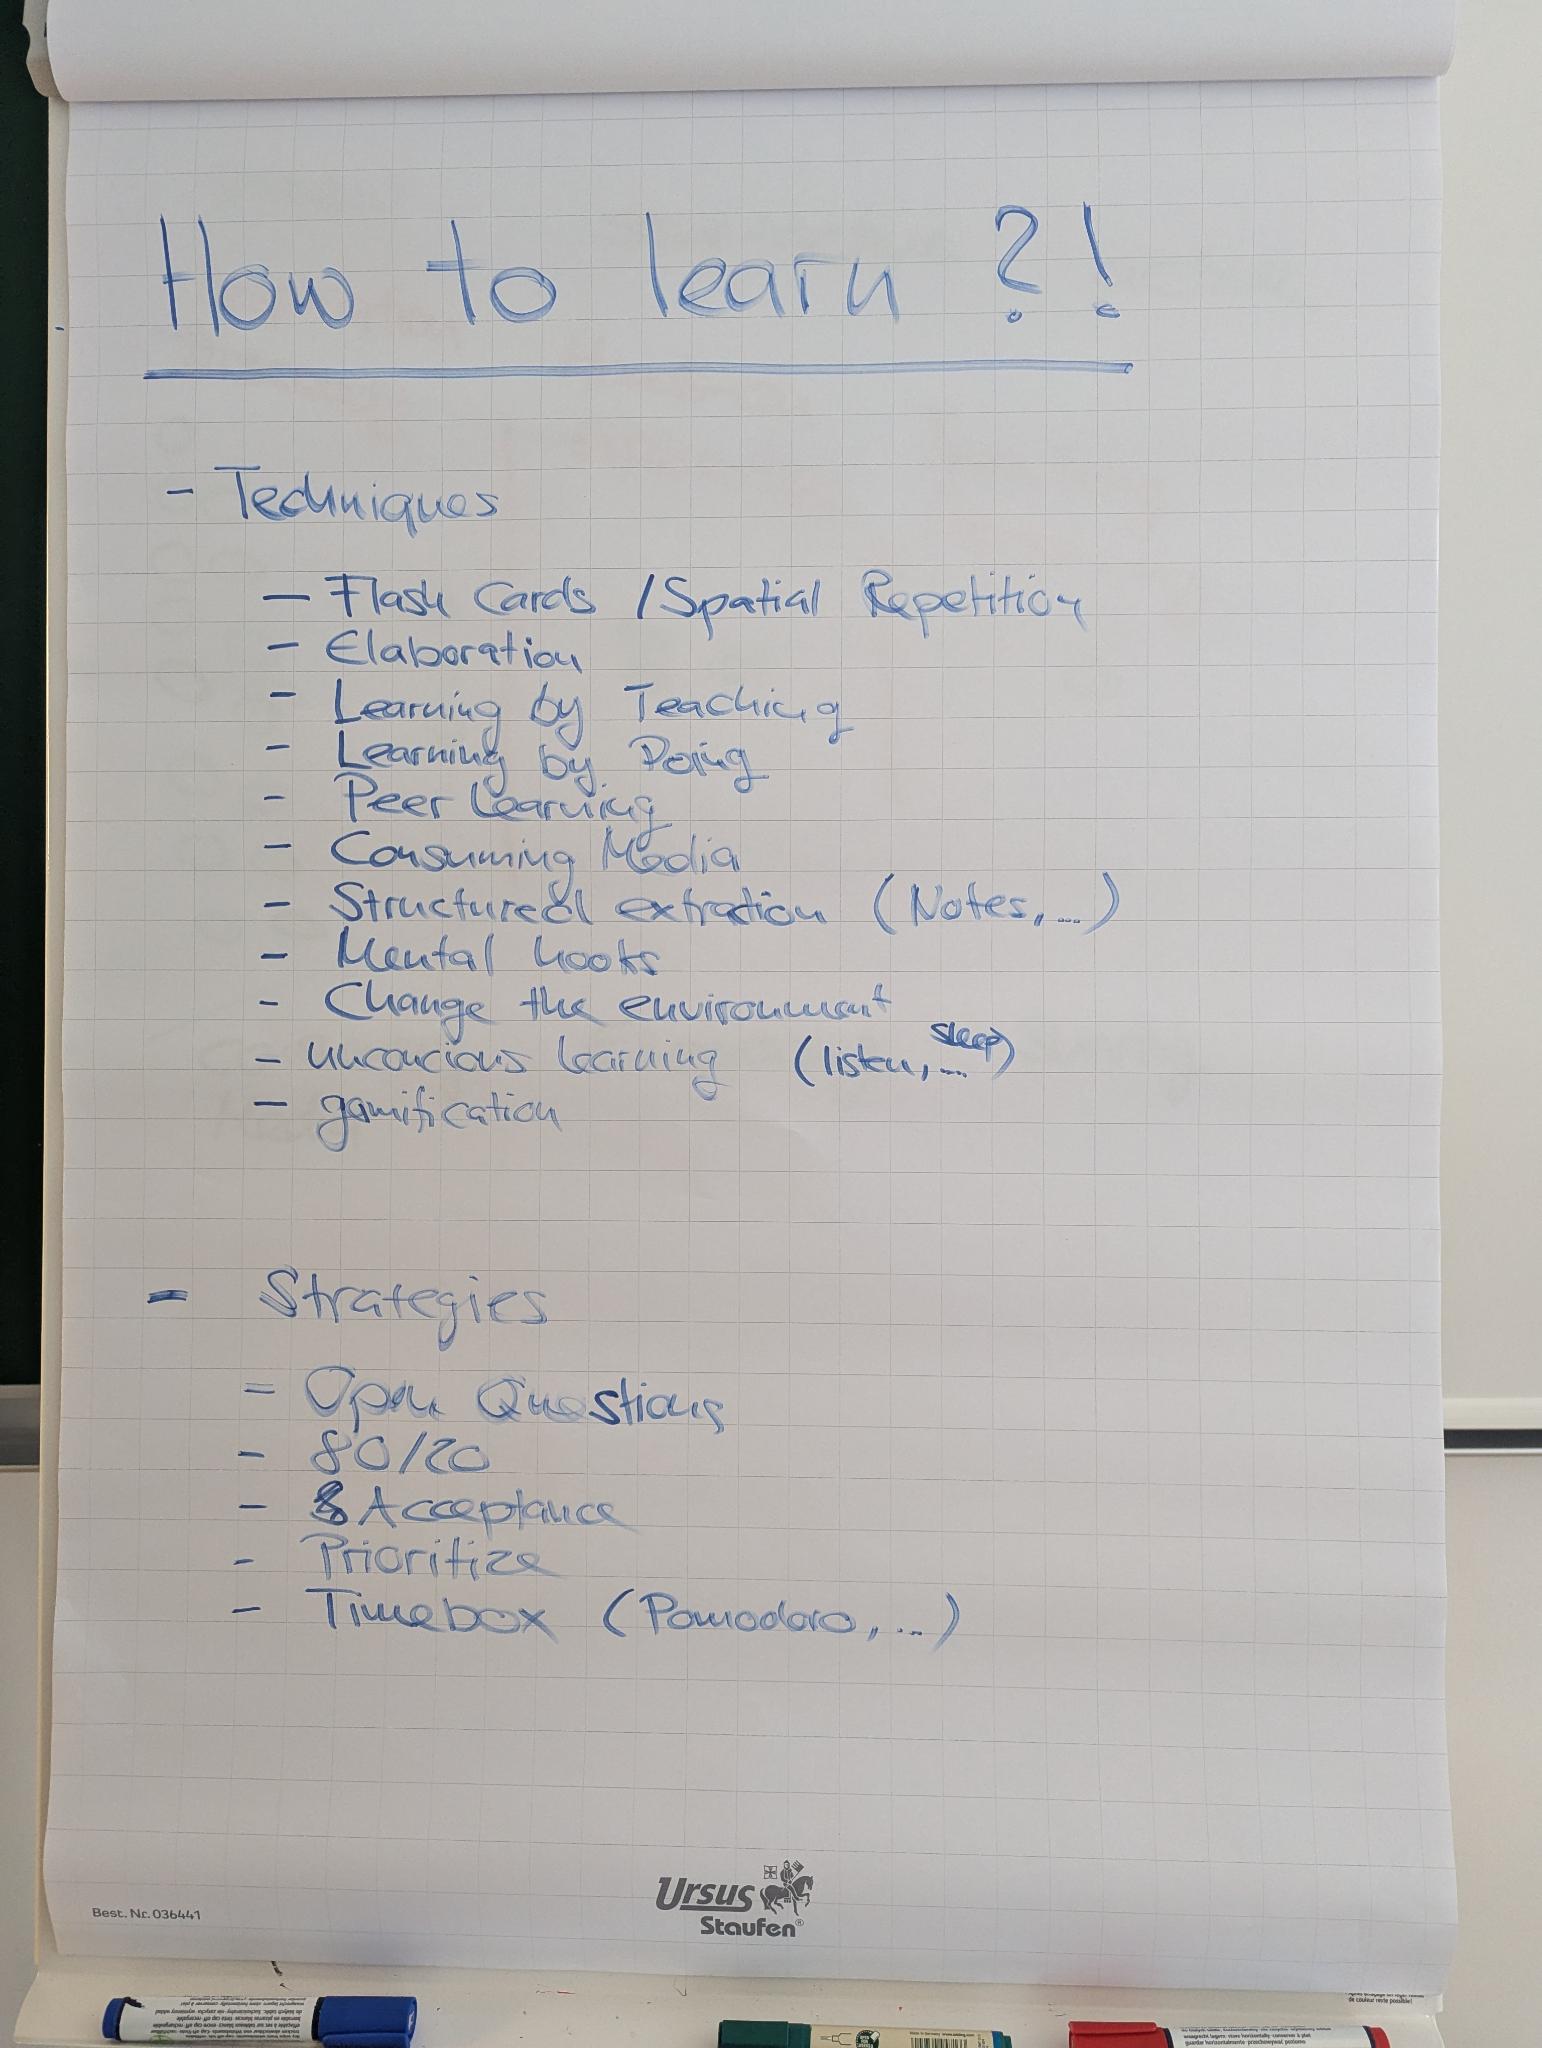 How to learn ?!
- Techniques
- Flash Cards / Spatial Repetition
- Elaboration
- Learning by Teaching
- Learning by Doing
- Peer Learning
- Consuming Media
- Structured extraction (Notes, ...)
- Mental hooks
- Change the environment
- unconcious learning (listen, ... sleep)
- gamification
- Strategies
- Open Questions
- 80/20
- Acceptance
- Prioritize
- Timebox (Pomodoro, ...)
Ursus
Staufen®
Best. Nr. 036441